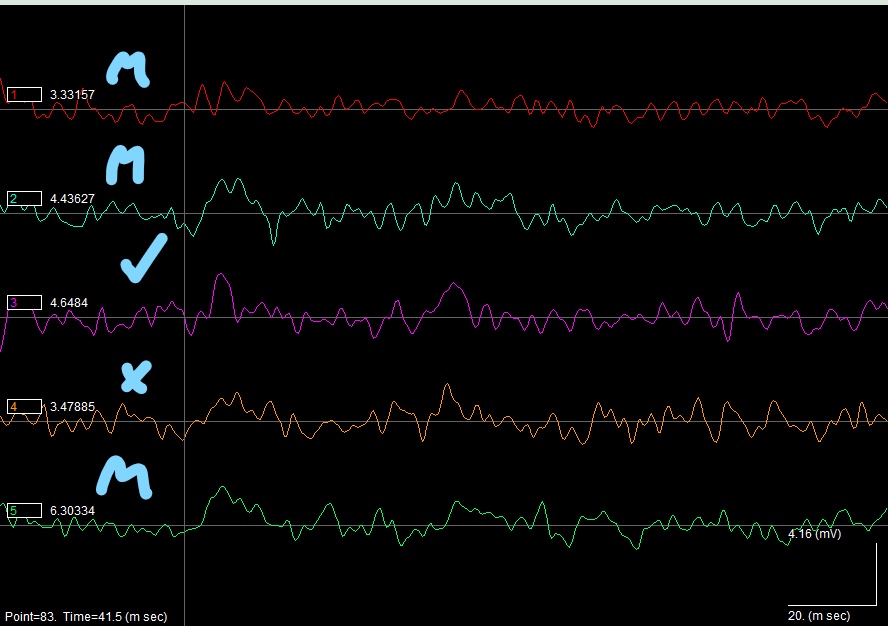 M
1 3.33157
M
2 4.43627
✓
3 4.6484
x
4 3.47885
M
5 6.30334
4.16 (mV)
20. (m sec)
Point=83. Time=41.5 (m sec)